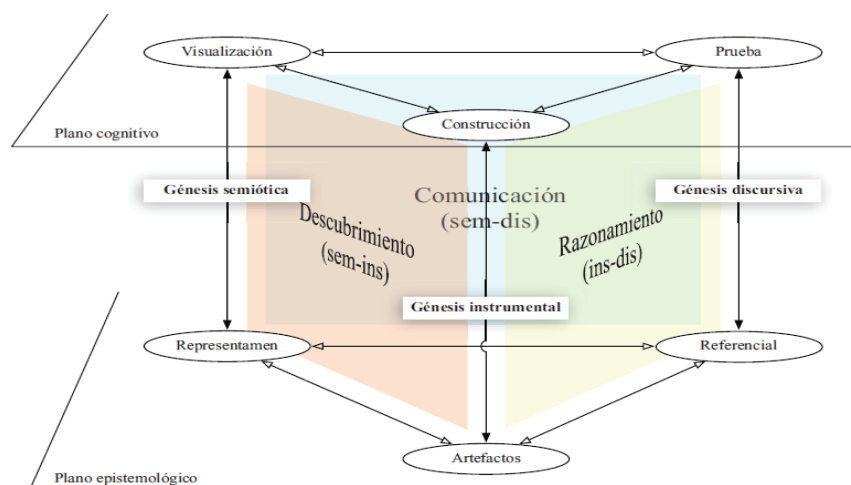 Visualización
Prueba
Construcción
Plano cognitivo
Génesis semiótica
Génesis discursiva
Comunicación
(sem-dis)
Descubrimiento
(sem-ins)
Razonamiento
(ins-dis)
Génesis instrumental
Representamen
Referencial
Artefactos
Plano epistemológico